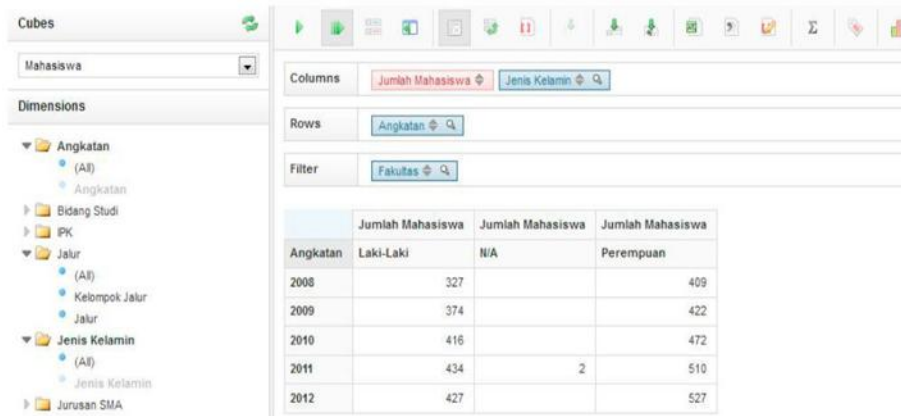 Cubes
Mahasiswa
Dimensions
Angkatan
(All)
Angkatan
Bidang Studi
IPK
Jalur
(All)
Kelompok Jalur
Jalur
Jenis Kelamin
(All)
Jenis Kelamin
Jurusan SMA
Columns Jumlah Mahasiswa Jenis Kelamin
Rows Angkatan
Filter Fakultas
Jumlah Mahasiswa Jumlah Mahasiswa Jumlah Mahasiswa
Angkatan Laki-Laki N/A Perempuan
2008 327 409
2009 374 422
2010 416 472
2011 434 2 510
2012 427 527